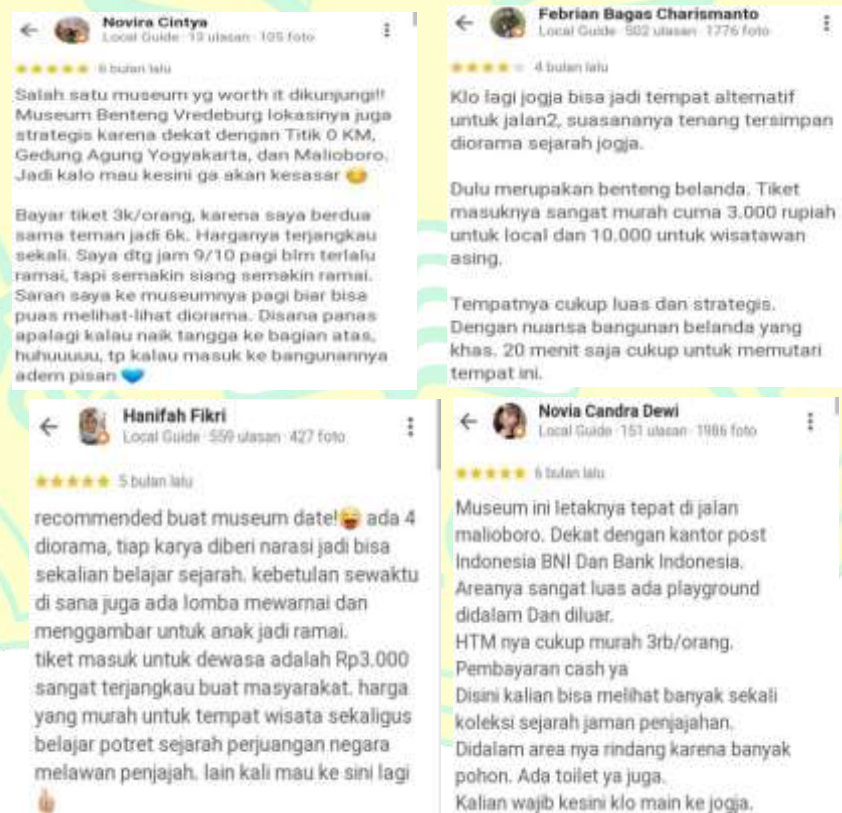 Novira Cintya
Local Guide · 13 ulasan · 105 foto
6 bulan lalu
Salah satu museum yg worth it dikunjungi!!
Museum Benteng Vredeburg lokasinya juga
strategis karena dekat dengan Titik 0 KM,
Gedung Agung Yogyakarta, dan Malioboro.
Jadi kalo mau kesini ga akan kesasar 😊
Bayar tiket 3k/orang, karena saya berdua
sama teman jadi 6k. Harganya terjangkau
sekali. Saya dtg jam 9/10 pagi blm terlalu
ramai, tapi semakin siang semakin ramai.
Saran saya ke museumnya pagi biar bisa
puas melihat-lihat diorama. Disana panas
apalagi kalau naik tangga ke bagian atas,
huhuuuuu, tp kalau masuk ke bangunannya
adem pisan 💙
Febrian Bagas Charismanto
Local Guide · 502 ulasan · 1776 foto
4 bulan lalu
Klo lagi jogja bisa jadi tempat alternatif
untuk jalan2, suasananya tenang tersimpan
diorama sejarah jogja.
Dulu merupakan benteng belanda. Tiket
masuknya sangat murah cuma 3.000 rupiah
untuk local dan 10.000 untuk wisatawan
asing.
Tempatnya cukup luas dan strategis.
Dengan nuansa bangunan belanda yang
khas. 20 menit saja cukup untuk memutari
tempat ini.
Hanifah Fikri
Local Guide · 559 ulasan · 427 foto
5 bulan lalu
recommended buat museum date!😜 ada 4
diorama, tiap karya diberi narasi jadi bisa
sekalian belajar sejarah. kebetulan sewaktu
di sana juga ada lomba mewarnai dan
menggambar untuk anak jadi ramai.
tiket masuk untuk dewasa adalah Rp3.000
sangat terjangkau buat masyarakat. harga
yang murah untuk tempat wisata sekaligus
belajar potret sejarah perjuangan negara
melawan penjajah. lain kali mau ke sini lagi
👍
Novia Candra Dewi
Local Guide · 151 ulasan · 1986 foto
6 bulan lalu
Museum ini letaknya tepat di jalan
malioboro. Dekat dengan kantor post
Indonesia BNI Dan Bank Indonesia.
Areanya sangat luas ada playground
didalam Dan diluar.
HTM nya cukup murah 3rb/orang.
Pembayaran cash ya
Disini kalian bisa melihat banyak sekali
koleksi sejarah jaman penjajahan.
Didalam area nya rindang karena banyak
pohon. Ada toilet ya juga.
Kalian wajib kesini klo main ke jogja.